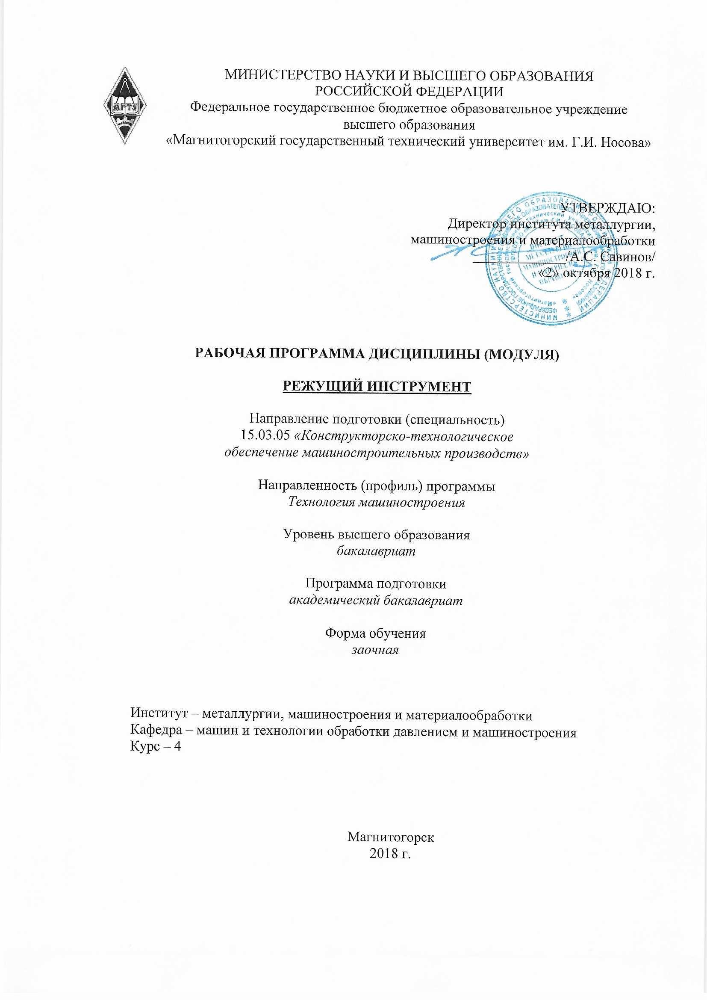 МИНИСТЕРСТВО НАУКИ И ВЫСШЕГО ОБРАЗОВАНИЯ
РОССИЙСКОЙ ФЕДЕРАЦИИ
Федеральное государственное бюджетное образовательное учреждение
высшего образования
«Магнитогорский государственный технический университет им. Г.И. Носова»
МГТУ
УТВЕРЖДАЮ:
Директор института металлургии,
машиностроения и материалообработки
/А.С. Савинов/
«2» октября 2018 г.
РАБОЧАЯ ПРОГРАММА ДИСЦИПЛИНЫ (МОДУЛЯ)
РЕЖУЩИЙ ИНСТРУМЕНТ
Направление подготовки (специальность)
15.03.05 «Конструкторско-технологическое
обеспечение машиностроительных производств»
Направленность (профиль) программы
Технология машиностроения
Уровень высшего образования
бакалавриат
Программа подготовки
академический бакалавриат
Форма обучения
заочная
Институт – металлургии, машиностроения и материалообработки
Кафедра – машин и технологии обработки давлением и машиностроения
Курс – 4
Магнитогорск
2018 г.